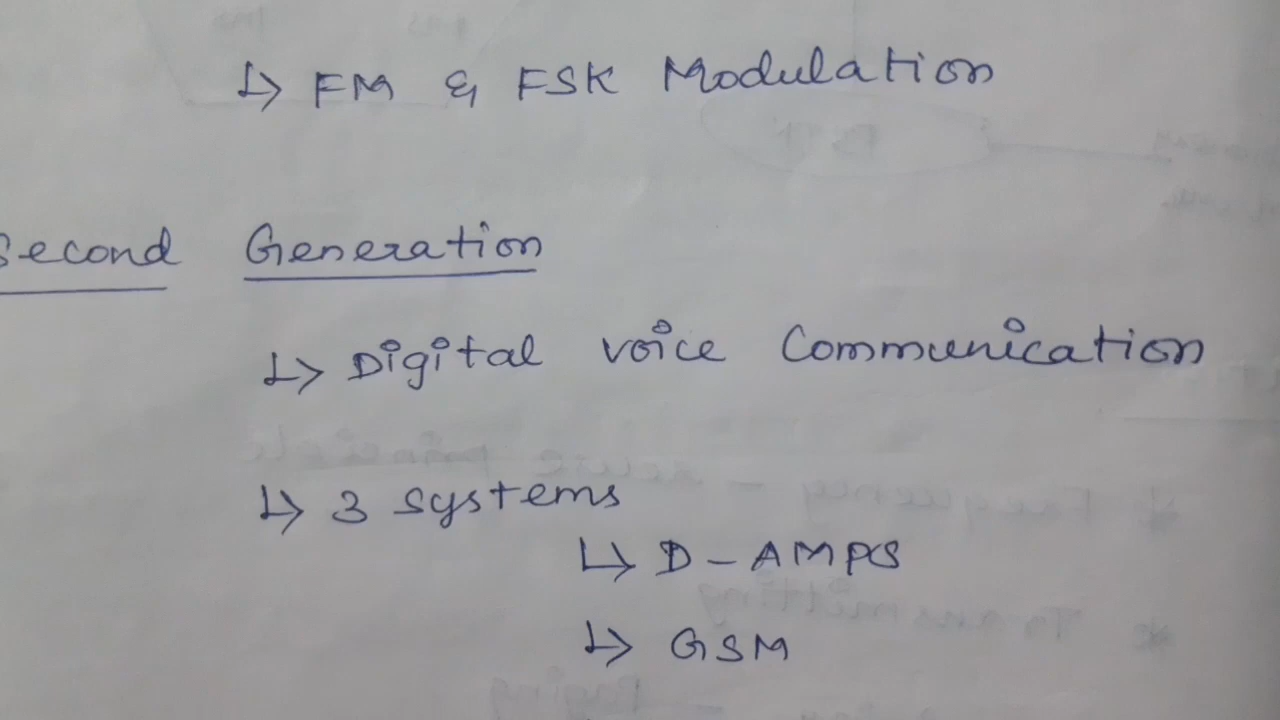 ↳ FM & FSK Modulation
Second Generation
↳ Digital voice Communication
↳ 3 systems
↳ D-AMPS
↳ GSM